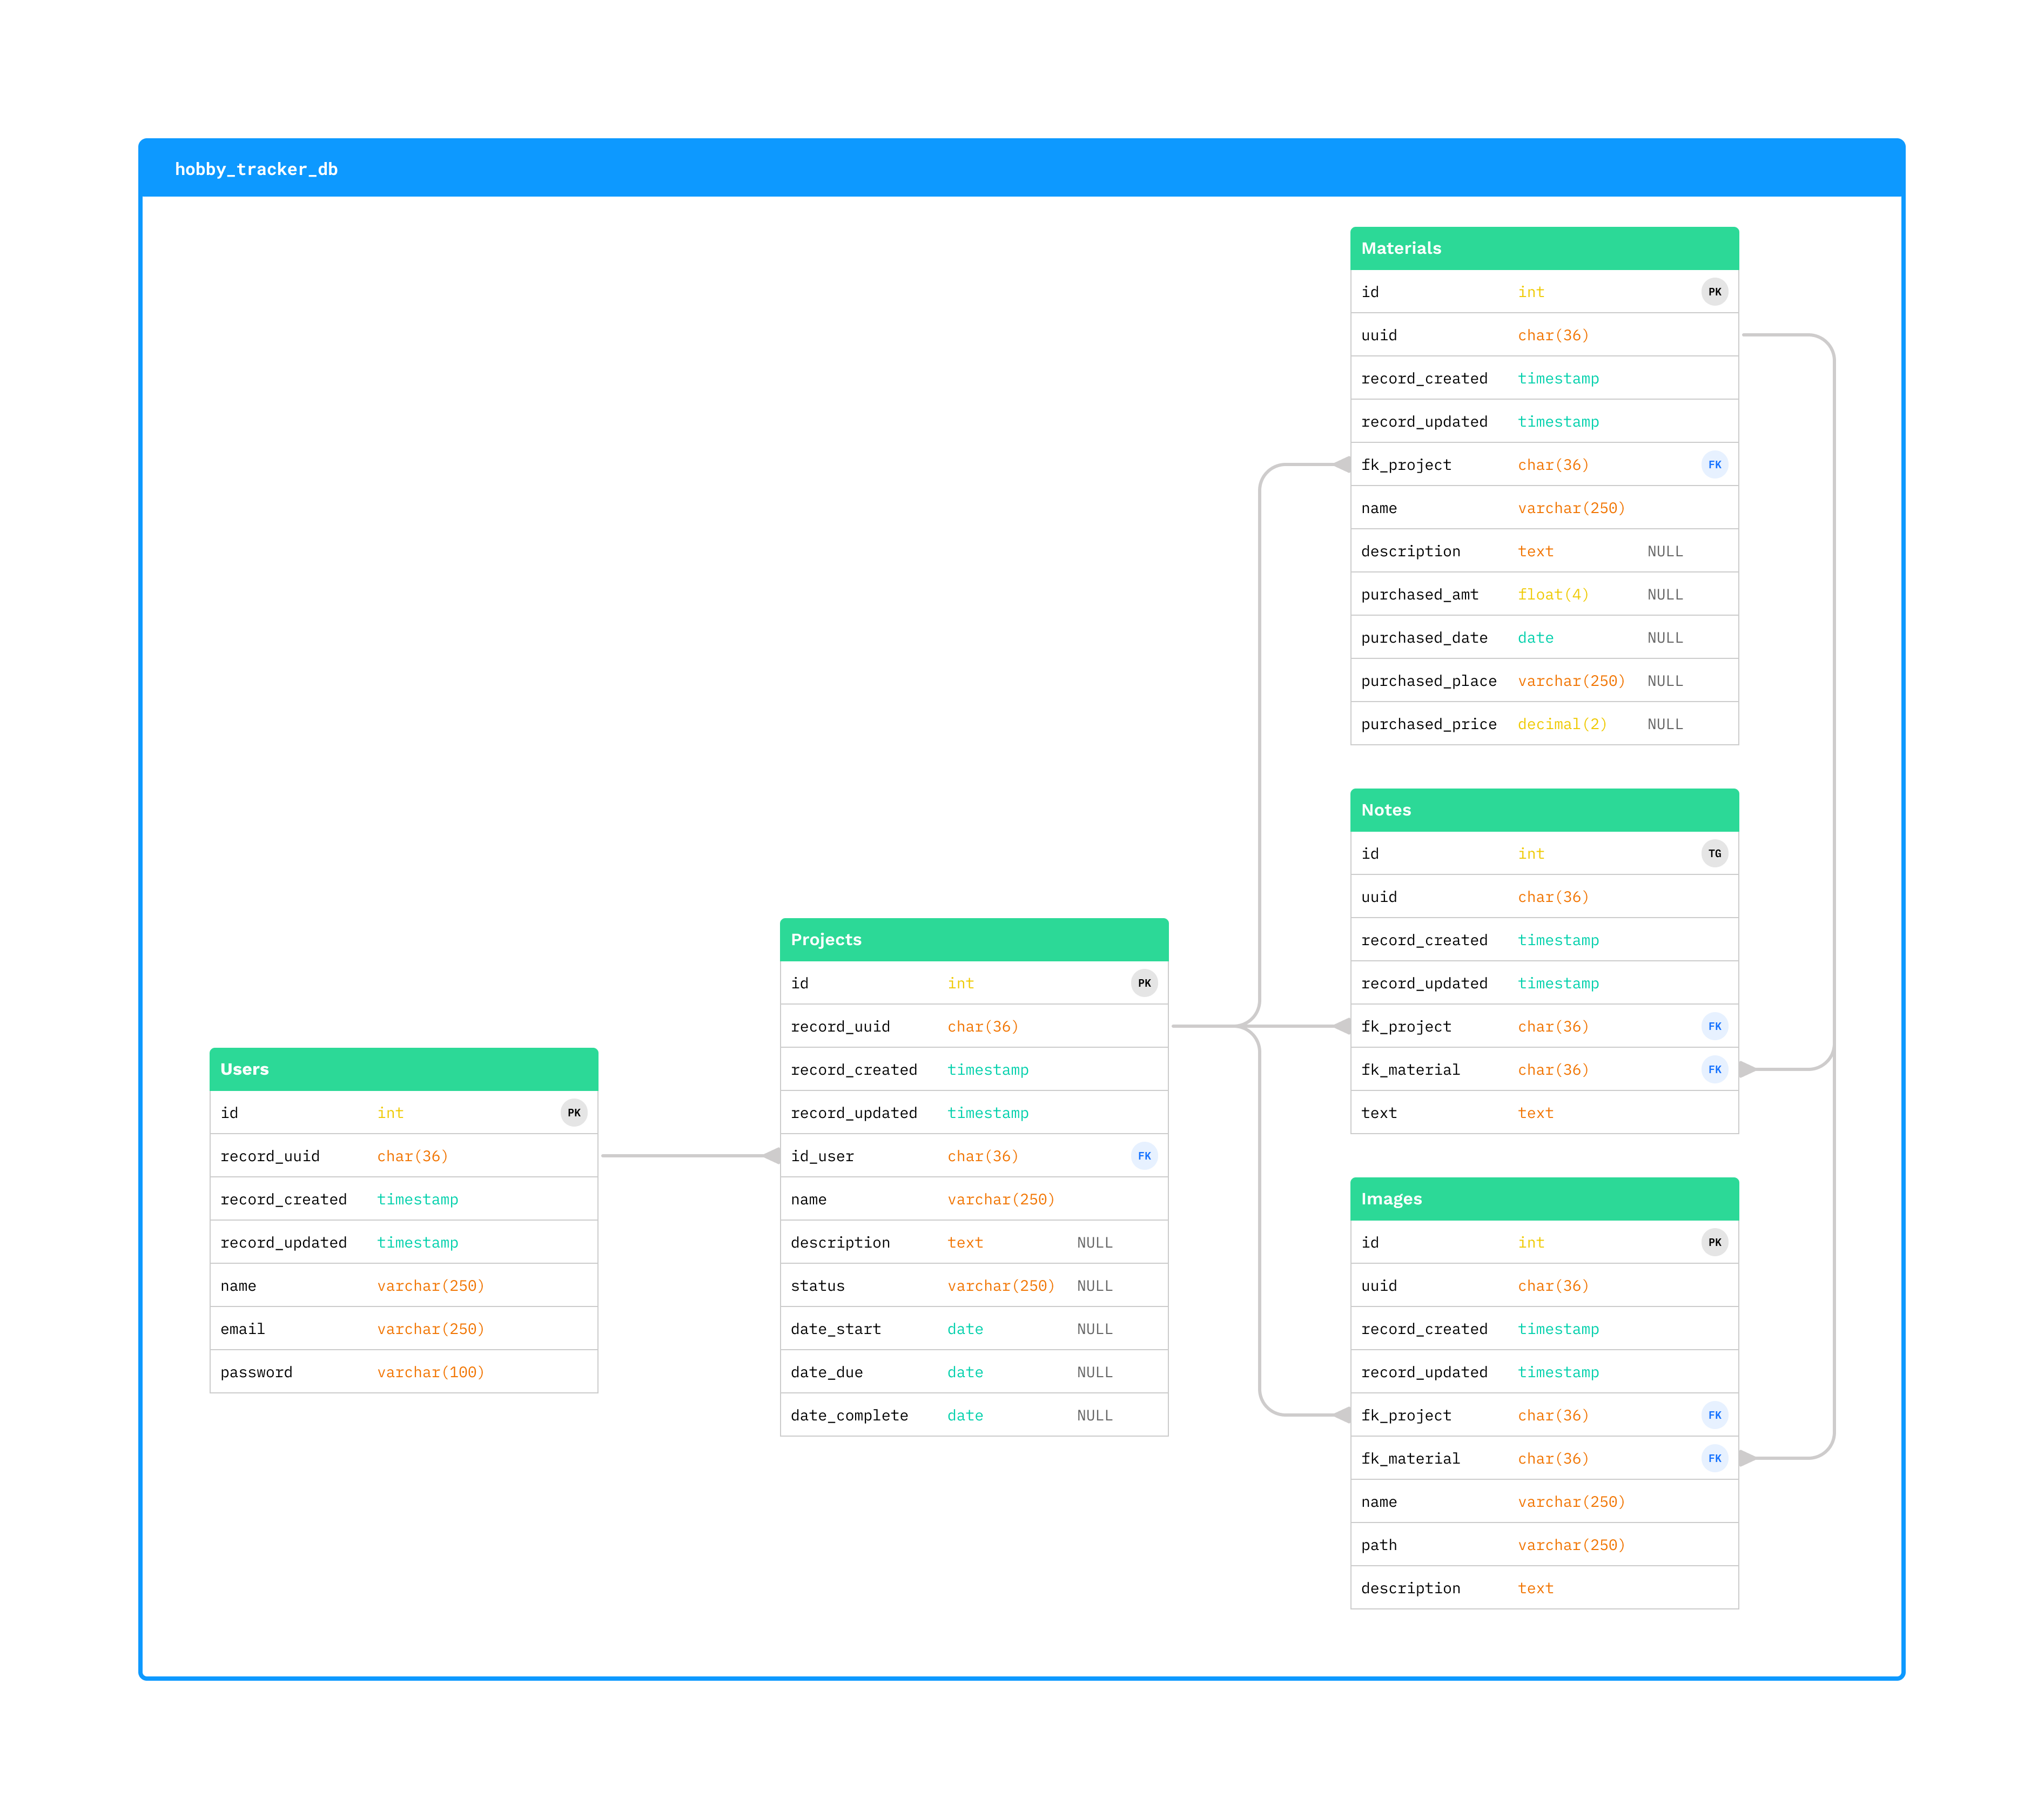 hobby_tracker_db
Users
id int PK
record_uuid char(36)
record_created timestamp
record_updated timestamp
name varchar(250)
email varchar(250)
password varchar(100)
Projects
id int PK
record_uuid char(36)
record_created timestamp
record_updated timestamp
id_user char(36) FK
name varchar(250)
description text NULL
status varchar(250) NULL
date_start date NULL
date_due date NULL
date_complete date NULL
Materials
id int PK
uuid char(36)
record_created timestamp
record_updated timestamp
fk_project char(36) FK
name varchar(250)
description text NULL
purchased_amt float(4) NULL
purchased_date date NULL
purchased_place varchar(250) NULL
purchased_price decimal(2) NULL
Notes
id int TG
uuid char(36)
record_created timestamp
record_updated timestamp
fk_project char(36) FK
fk_material char(36) FK
text text
Images
id int PK
uuid char(36)
record_created timestamp
record_updated timestamp
fk_project char(36) FK
fk_material char(36) FK
name varchar(250)
path varchar(250)
description text